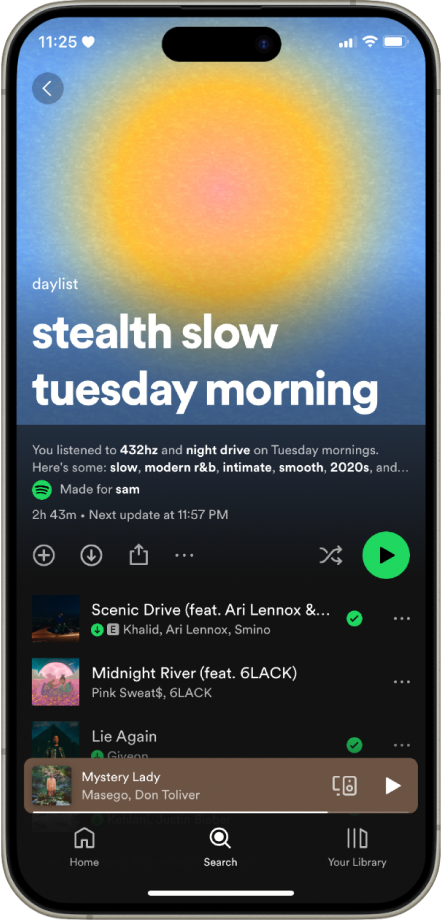 11:25
daylist
stealth slow
tuesday morning
You listened to 432hz and night drive on Tuesday mornings.
Here's some: slow, modern r&b, intimate, smooth, 2020s, and...
Made for sam
2h 43m • Next update at 11:57 PM
Scenic Drive (feat. Ari Lennox &...
E Khalid, Ari Lennox, Smino
Midnight River (feat. 6LACK)
Pink Sweat$, 6LACK
Lie Again
Giveon
Mystery Lady
Masego, Don Toliver
Kehlani, Justin Bieber
Home
Search
Your Library